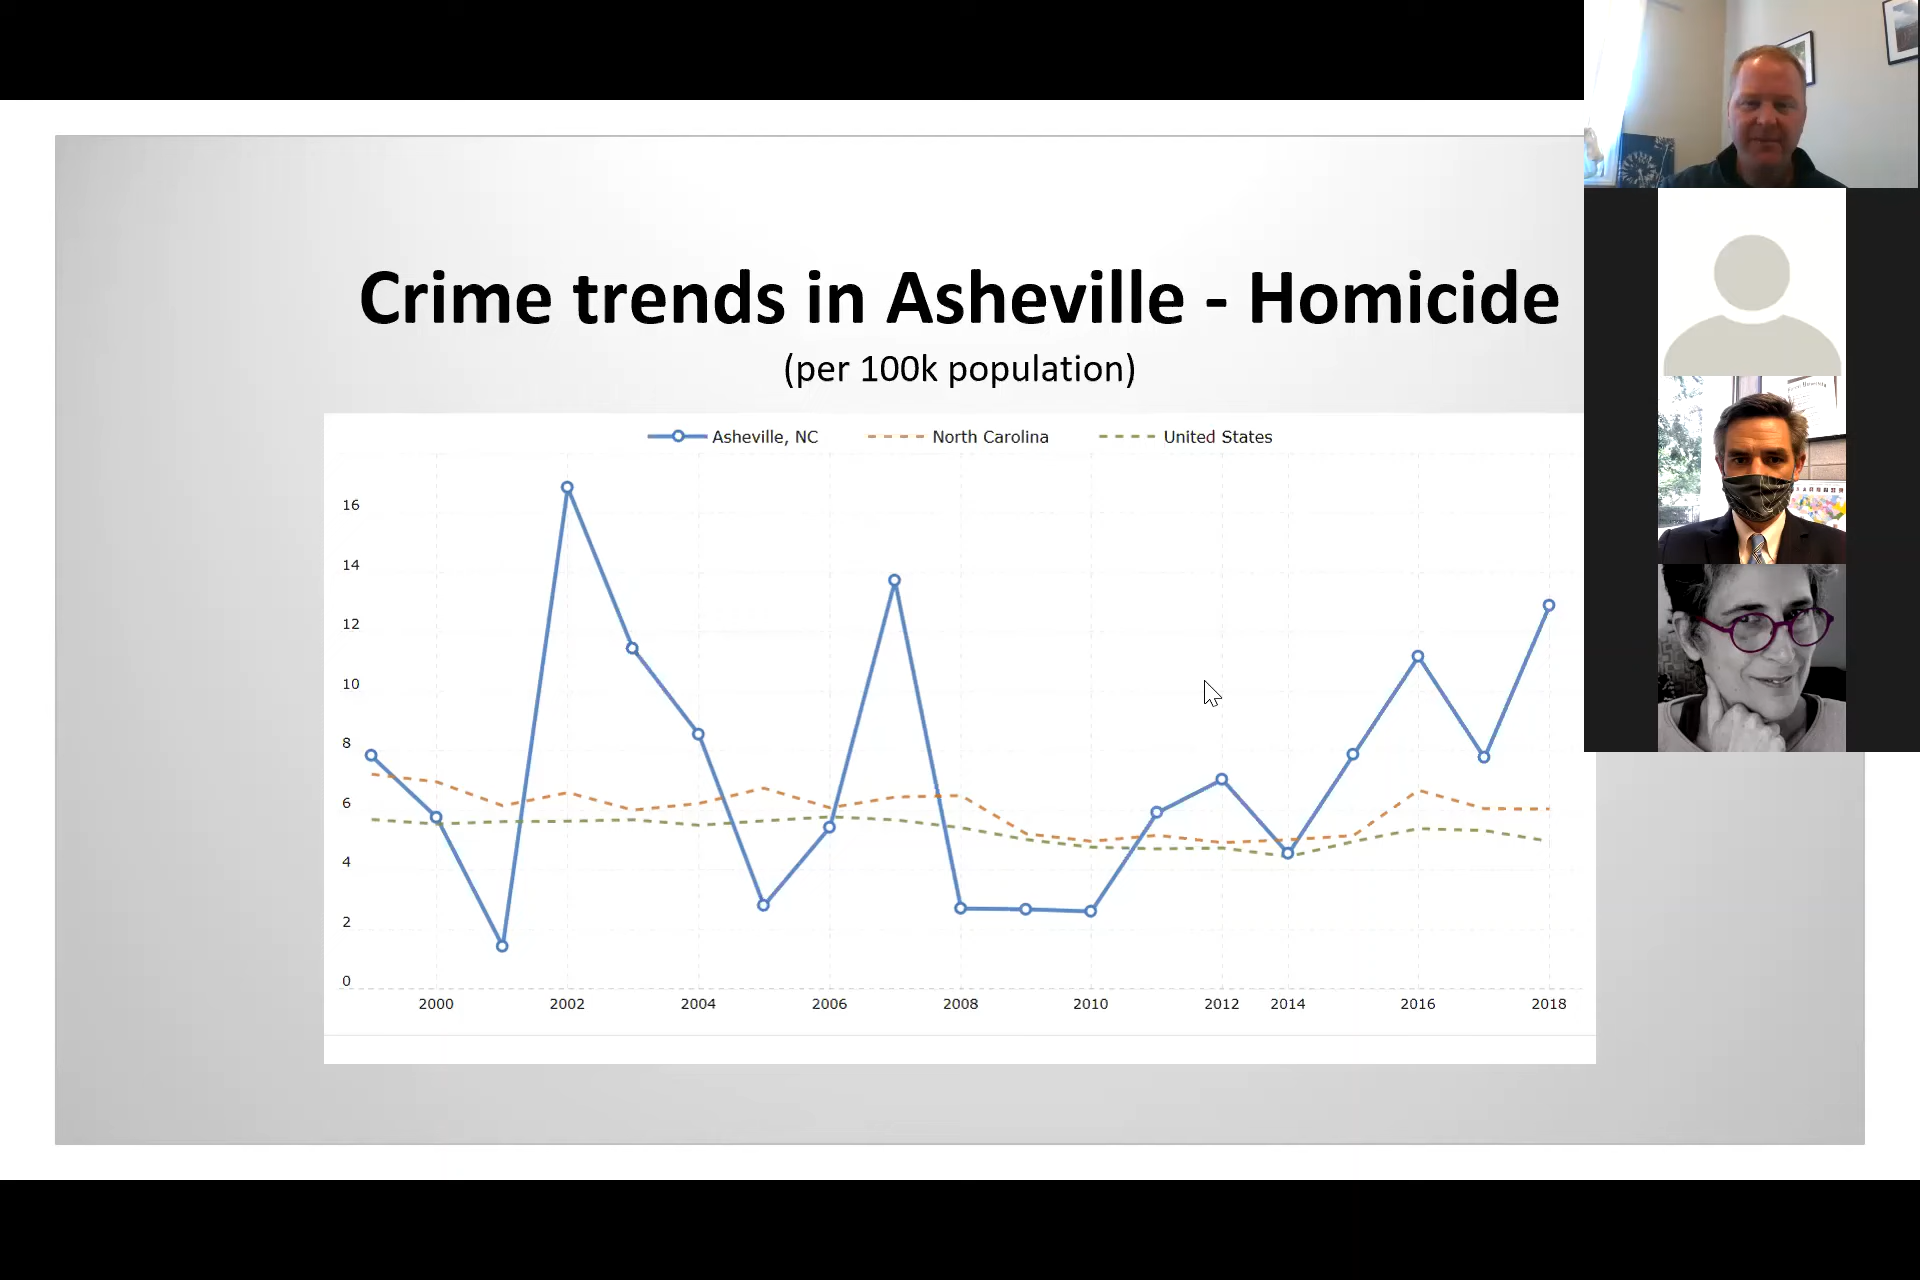 Crime trends in Asheville - Homicide
(per 100k population)
Asheville, NC North Carolina United States
16
14
12
10
8
6
4
2
0
2000 2002 2004 2006 2008 2010 2012 2014 2016 2018